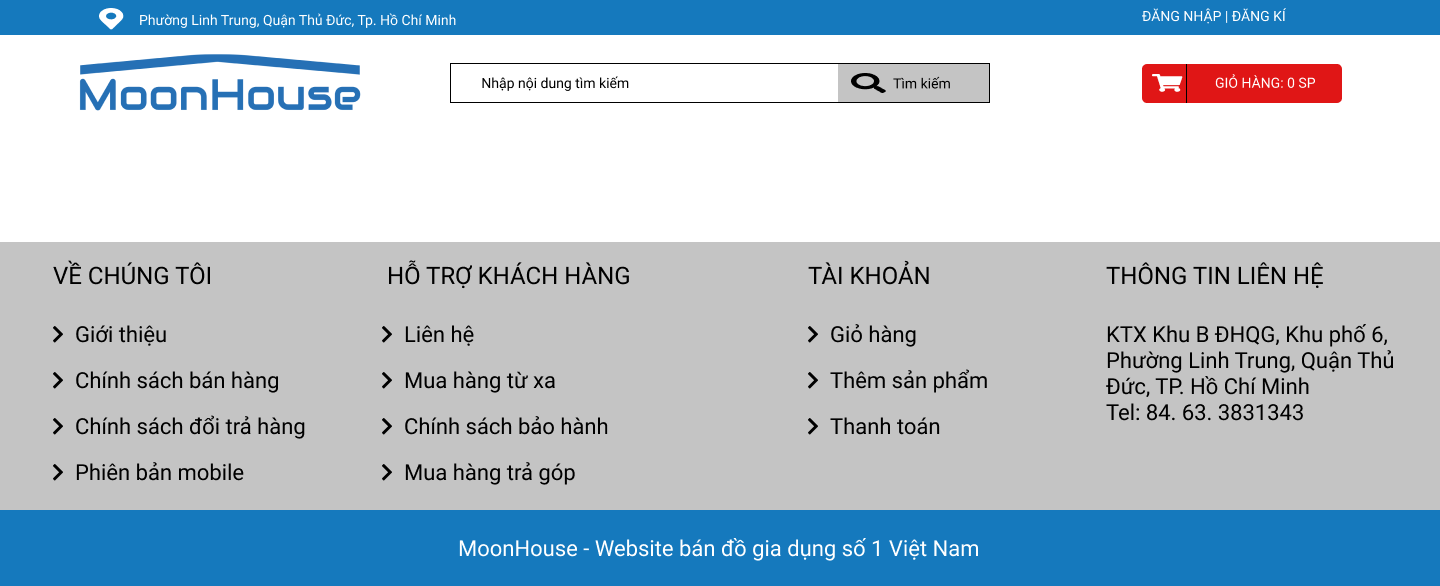 Phường Linh Trung, Quận Thủ Đức, Tp. Hồ Chí Minh
ĐĂNG NHẬP | ĐĂNG KÍ
MoonHouse
Nhập nội dung tìm kiếm
Tìm kiếm
GIỎ HÀNG: 0 SP
VỀ CHÚNG TÔI
Giới thiệu
Chính sách bán hàng
Chính sách đổi trả hàng
Phiên bản mobile
HỖ TRỢ KHÁCH HÀNG
Liên hệ
Mua hàng từ xa
Chính sách bảo hành
Mua hàng trả góp
TÀI KHOẢN
Giỏ hàng
Thêm sản phẩm
Thanh toán
THÔNG TIN LIÊN HỆ
KTX Khu B ĐHQG, Khu phố 6,
Phường Linh Trung, Quận Thủ
Đức, TP. Hồ Chí Minh
Tel: 84. 63. 3831343
MoonHouse - Website bán đồ gia dụng số 1 Việt Nam